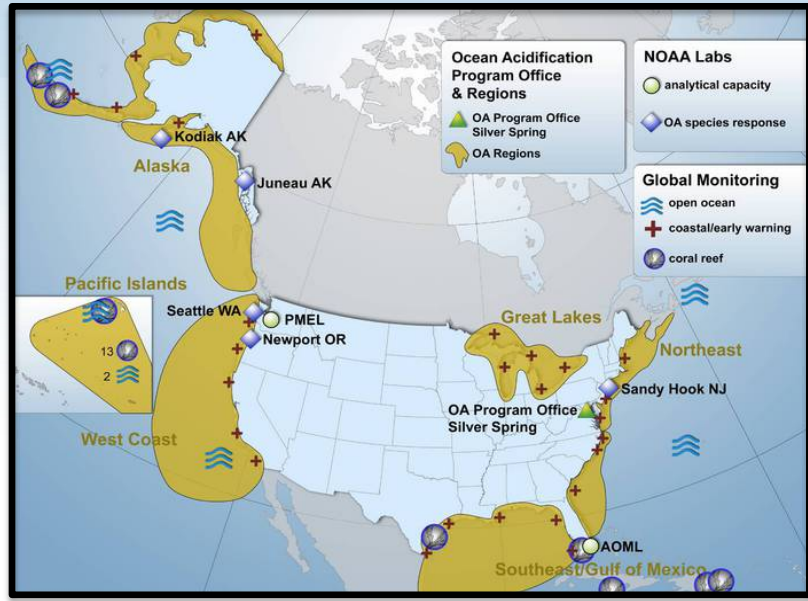 Ocean Acidification
Program Office
& Regions
OA Program Office
Silver Spring
OA Regions
NOAA Labs
analytical capacity
OA species response
Global Monitoring
open ocean
coastal/early warning
coral reef
Kodiak AK
Alaska
Juneau AK
Pacific Islands
13
2
Seattle WA
PMEL
Newport OR
West Coast
Great Lakes
Northeast
Sandy Hook NJ
OA Program Office
Silver Spring
AOML
Southeast/Gulf of Mexico